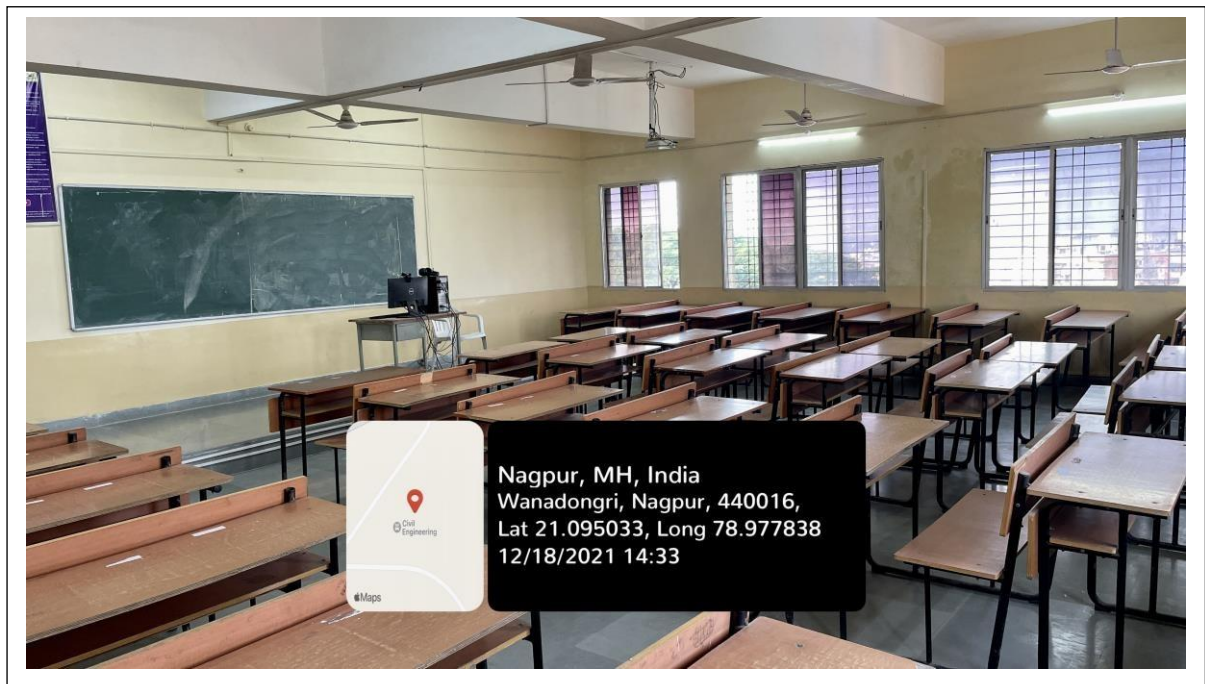 Nagpur, MH, India
Wanadongri, Nagpur, 440016,
Lat 21.095033, Long 78.977838
12/18/2021 14:33
Civil
Engineering
Maps